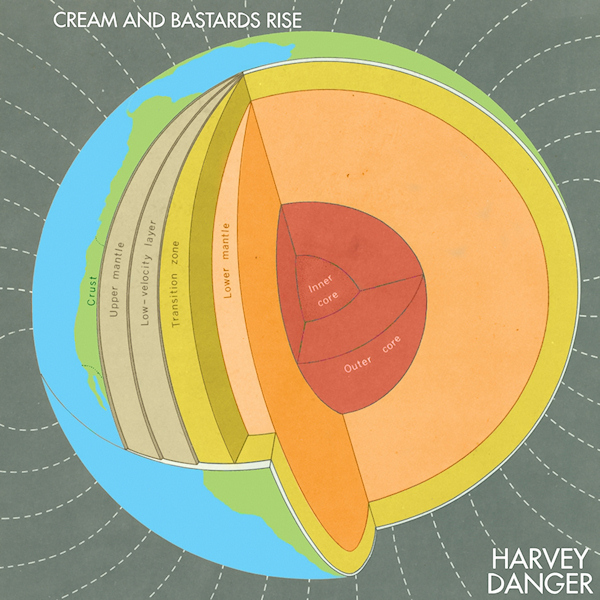 CREAM AND BASTARDS RISE
Crust
Upper mantle
Low-velocity layer
Transition zone
Lower mantle
Inner
core
Outer core
HARVEY
DANGER